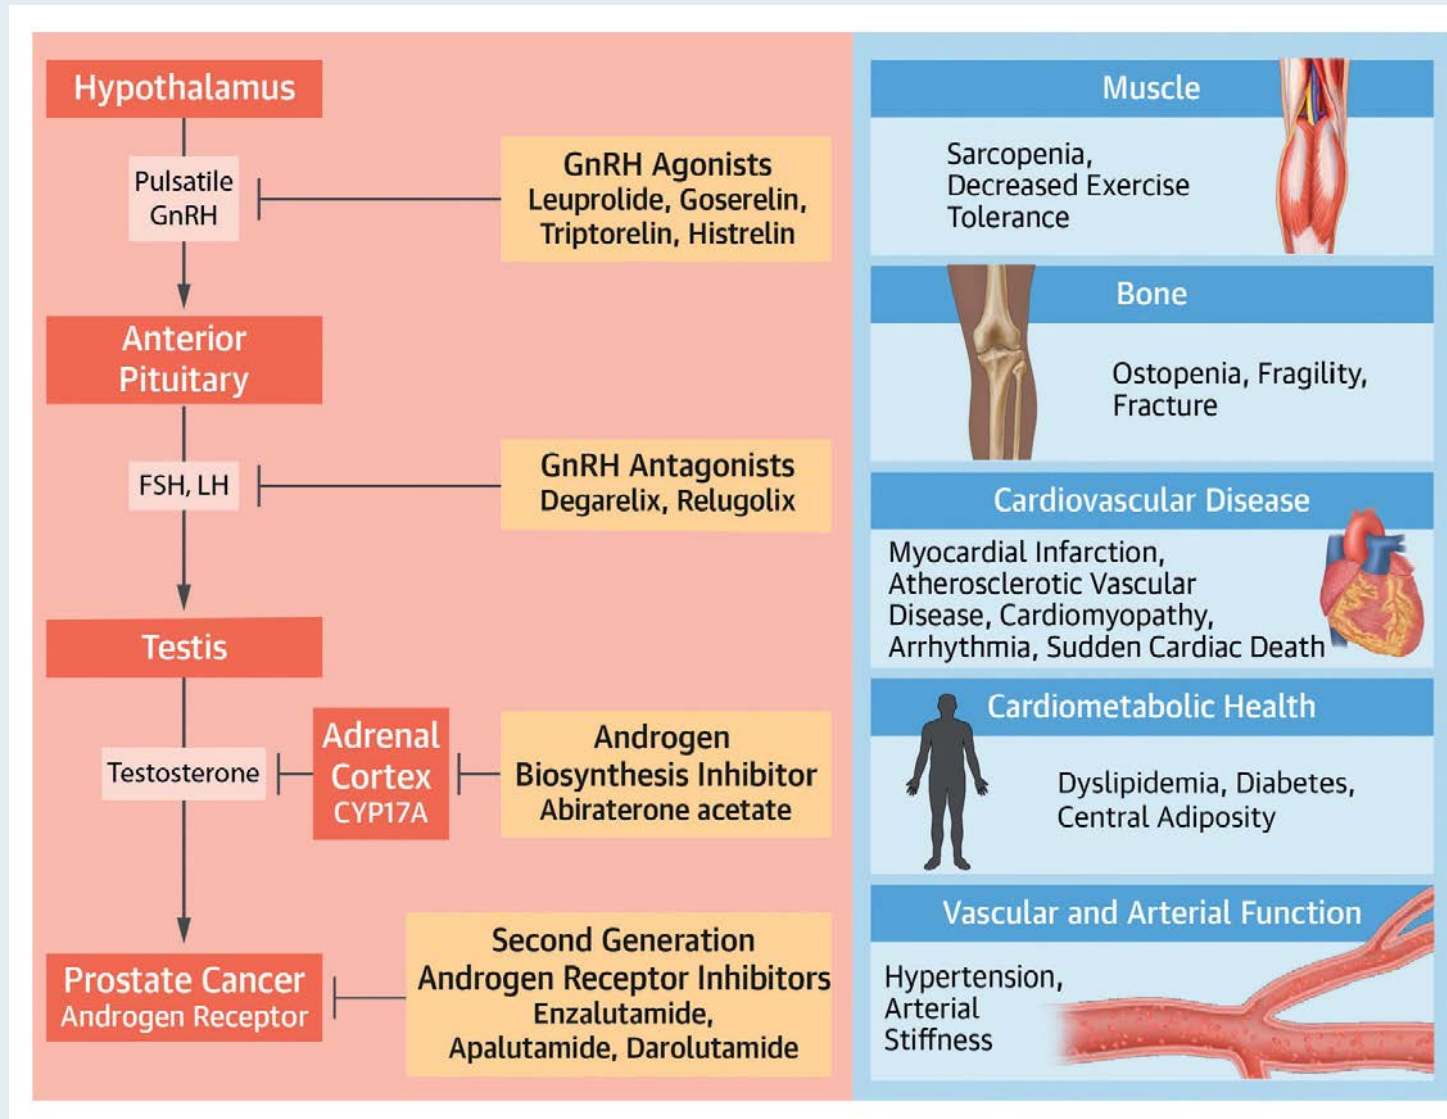 Hypothalamus
Pulsatile
GnRH
GnRH Agonists
Leuprolide, Goserelin,
Triptorelin, Histrelin
Anterior
Pituitary
FSH, LH
GnRH Antagonists
Degarelix, Relugolix
Testis
Testosterone
Adrenal
Cortex
CYP17A
Androgen
Biosynthesis Inhibitor
Abiraterone acetate
Prostate Cancer
Androgen Receptor
Second Generation
Androgen Receptor Inhibitors
Enzalutamide,
Apalutamide, Darolutamide
Muscle
Sarcopenia,
Decreased Exercise
Tolerance
Bone
Ostopenia, Fragility,
Fracture
Cardiovascular Disease
Myocardial Infarction,
Atherosclerotic Vascular
Disease, Cardiomyopathy,
Arrhythmia, Sudden Cardiac Death
Cardiometabolic Health
Dyslipidemia, Diabetes,
Central Adiposity
Vascular and Arterial Function
Hypertension,
Arterial
Stiffness